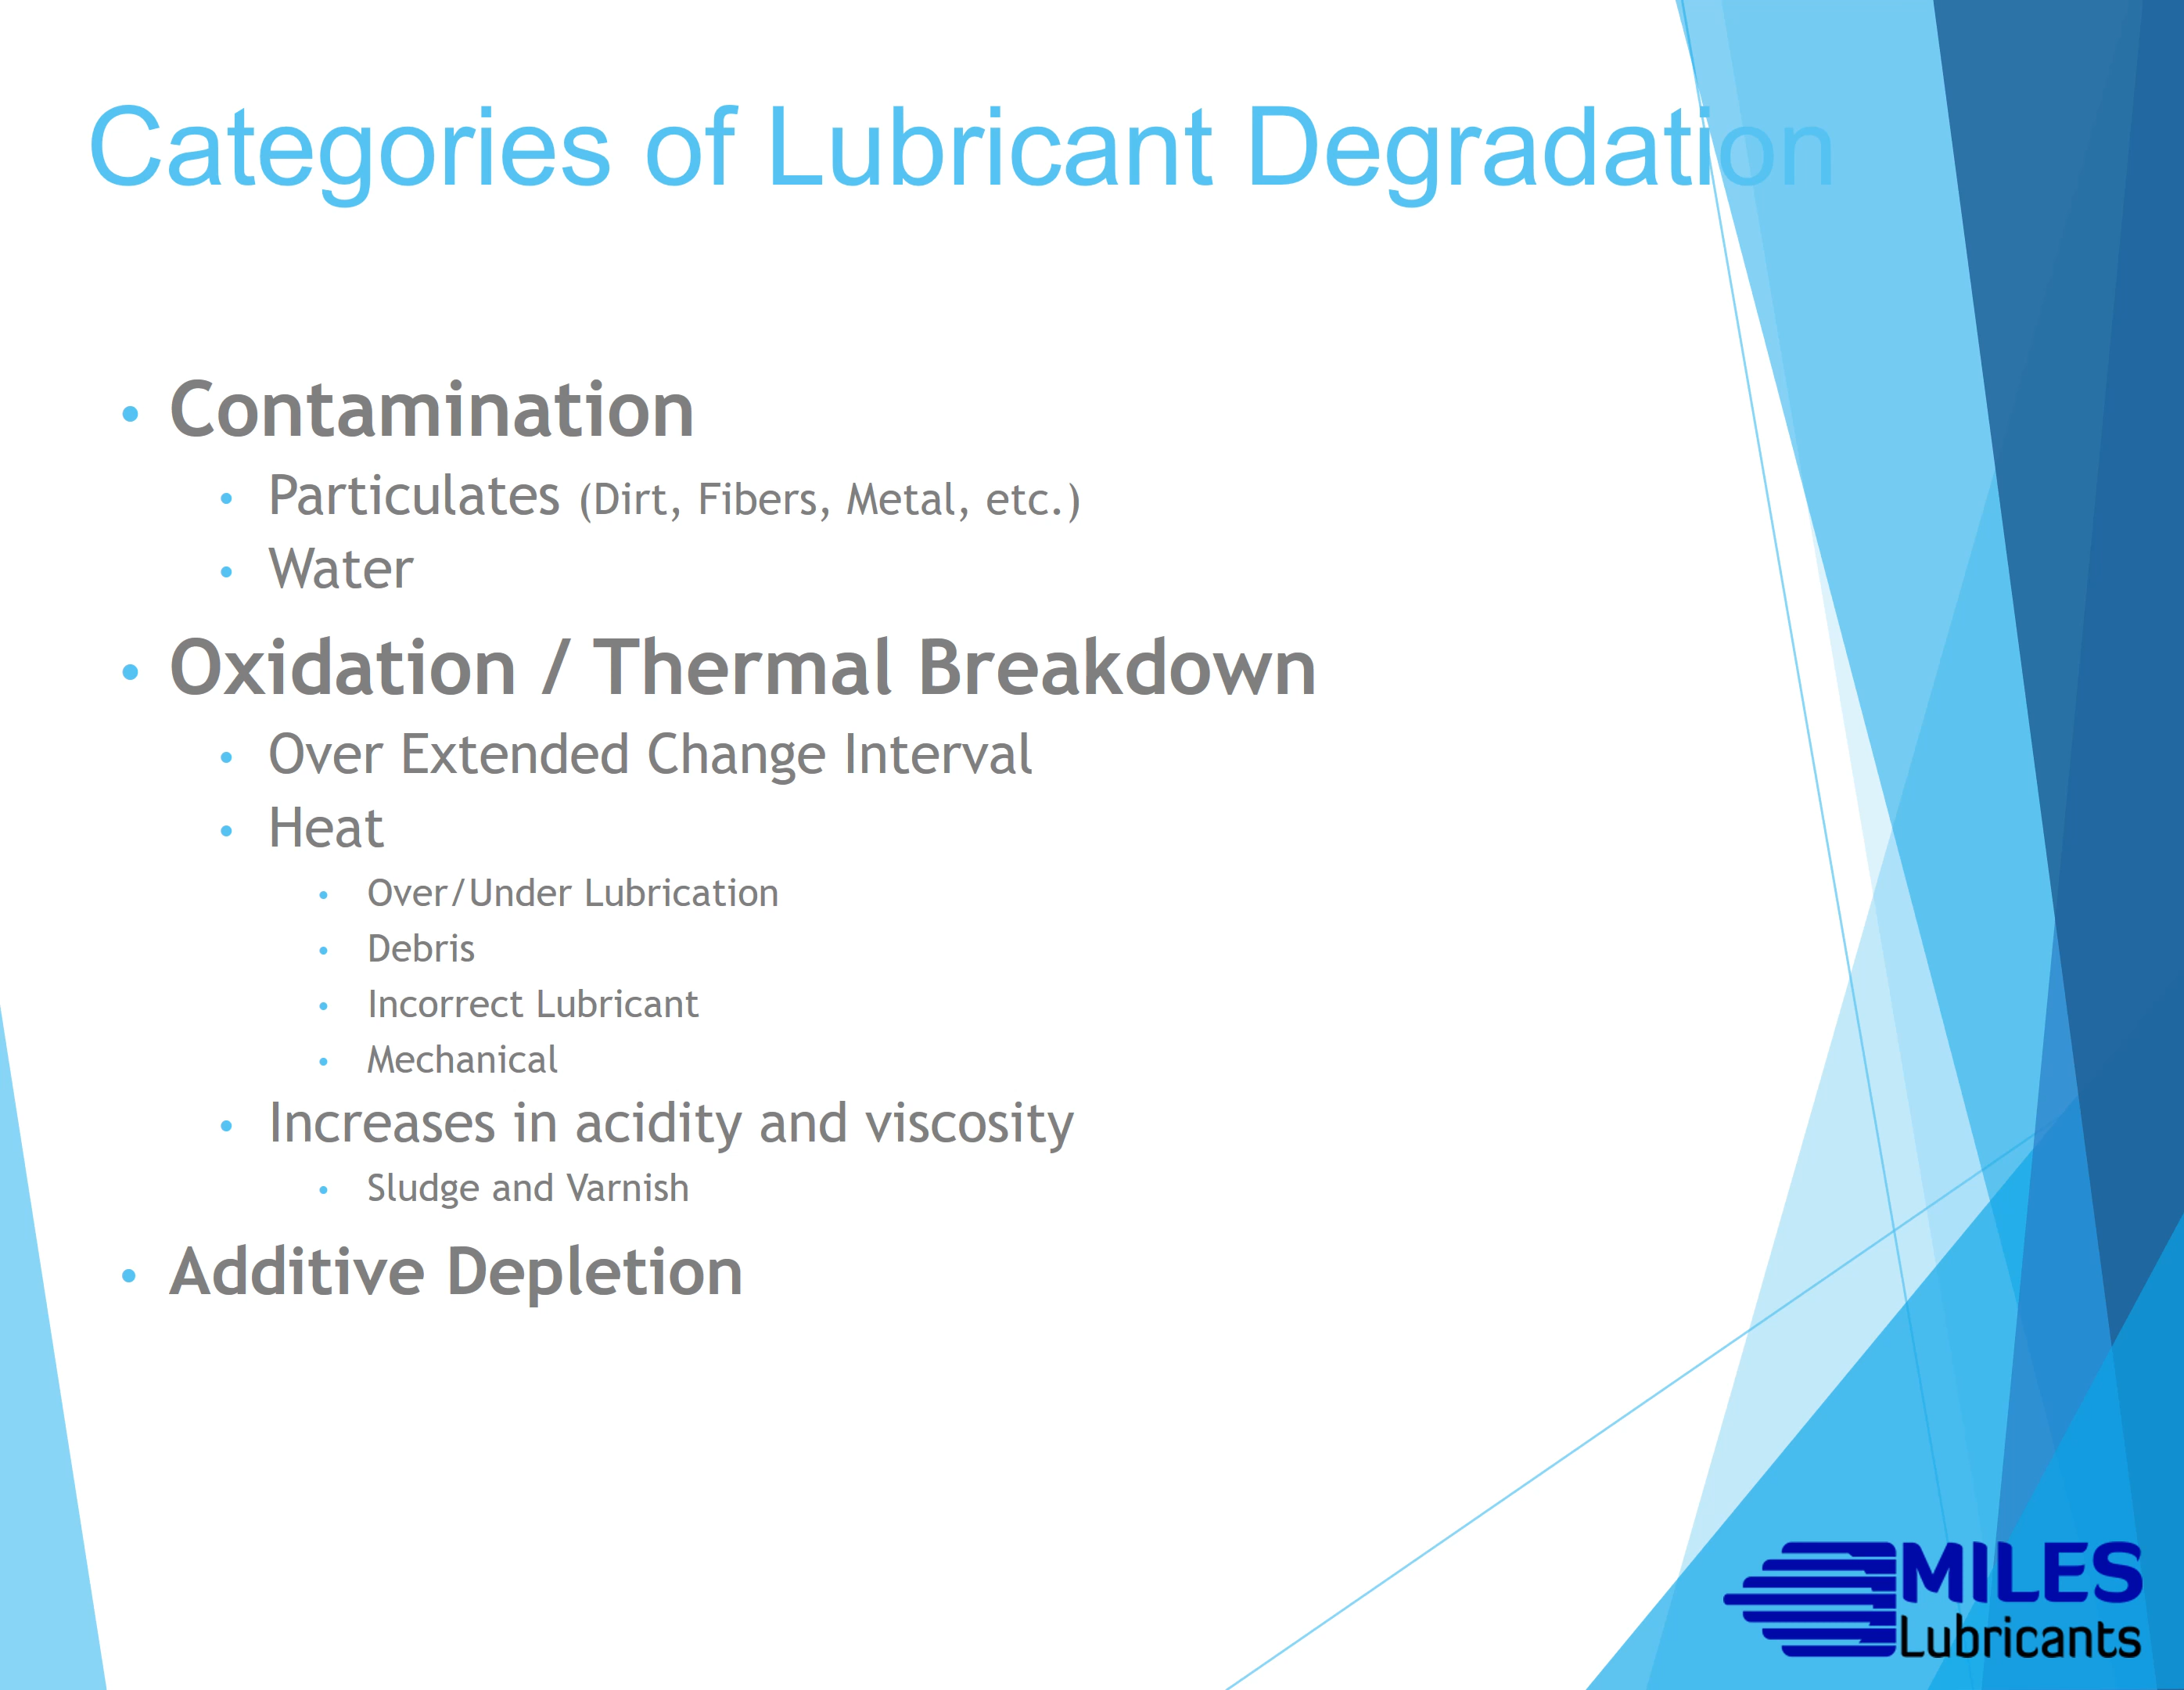 Categories of Lubricant Degradation
• Contamination
• Particulates (Dirt, Fibers, Metal, etc.)
• Water
• Oxidation / Thermal Breakdown
• Over Extended Change Interval
• Heat
• Over/Under Lubrication
• Debris
• Incorrect Lubricant
• Mechanical
• Increases in acidity and viscosity
• Sludge and Varnish
• Additive Depletion
MILES
Lubricants